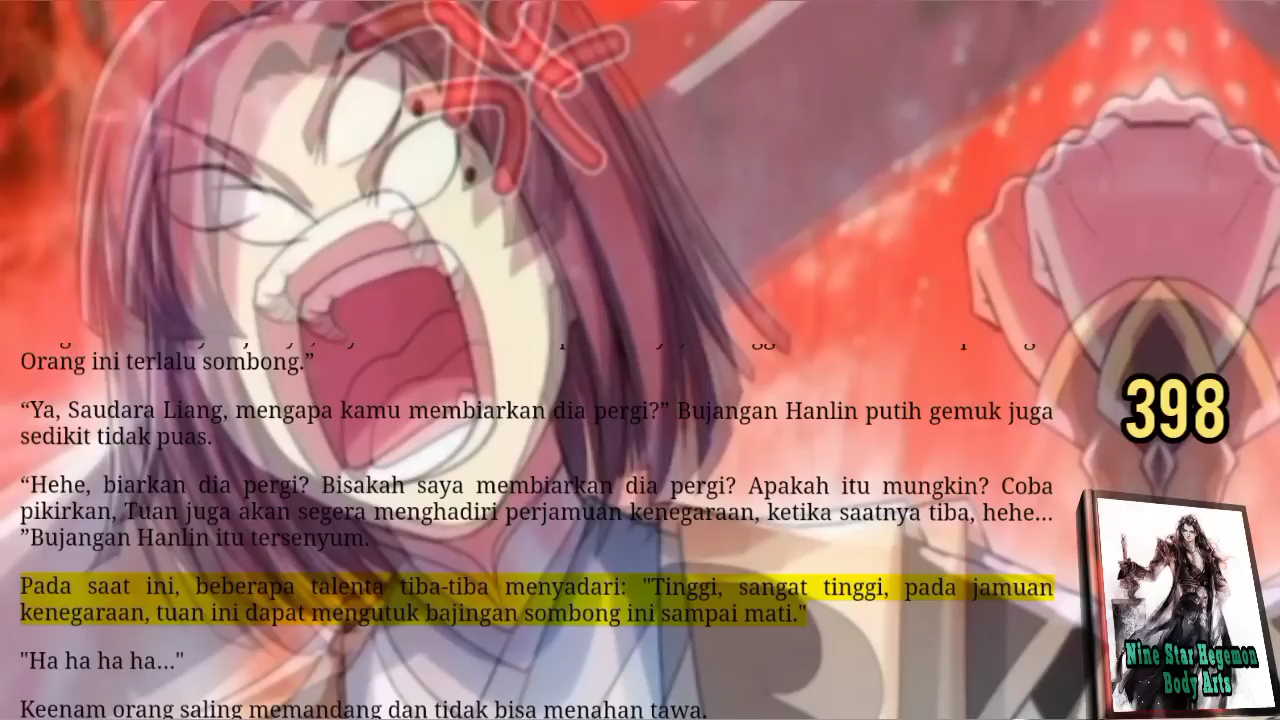 Orang ini terlalu sombong.”
“Ya, Saudara Liang, mengapa kamu membiarkan dia pergi?” Bujangan Hanlin putih gemuk juga
sedikit tidak puas.
“Hehe, biarkan dia pergi? Bisakah saya membiarkan dia pergi? Apakah itu mungkin? Coba
pikirkan, Tuan juga akan segera menghadiri perjamuan kenegaraan, ketika saatnya tiba, hehe...
”Bujangan Hanlin itu tersenyum.
Pada saat ini, beberapa talenta tiba-tiba menyadari: "Tinggi, sangat tinggi, pada jamuan
kenegaraan, tuan ini dapat mengutuk bajingan sombong ini sampai mati."
"Ha ha ha ha..."
Keenam orang saling memandang dan tidak bisa menahan tawa.
398
Nine Star Hegemon
Body Arts